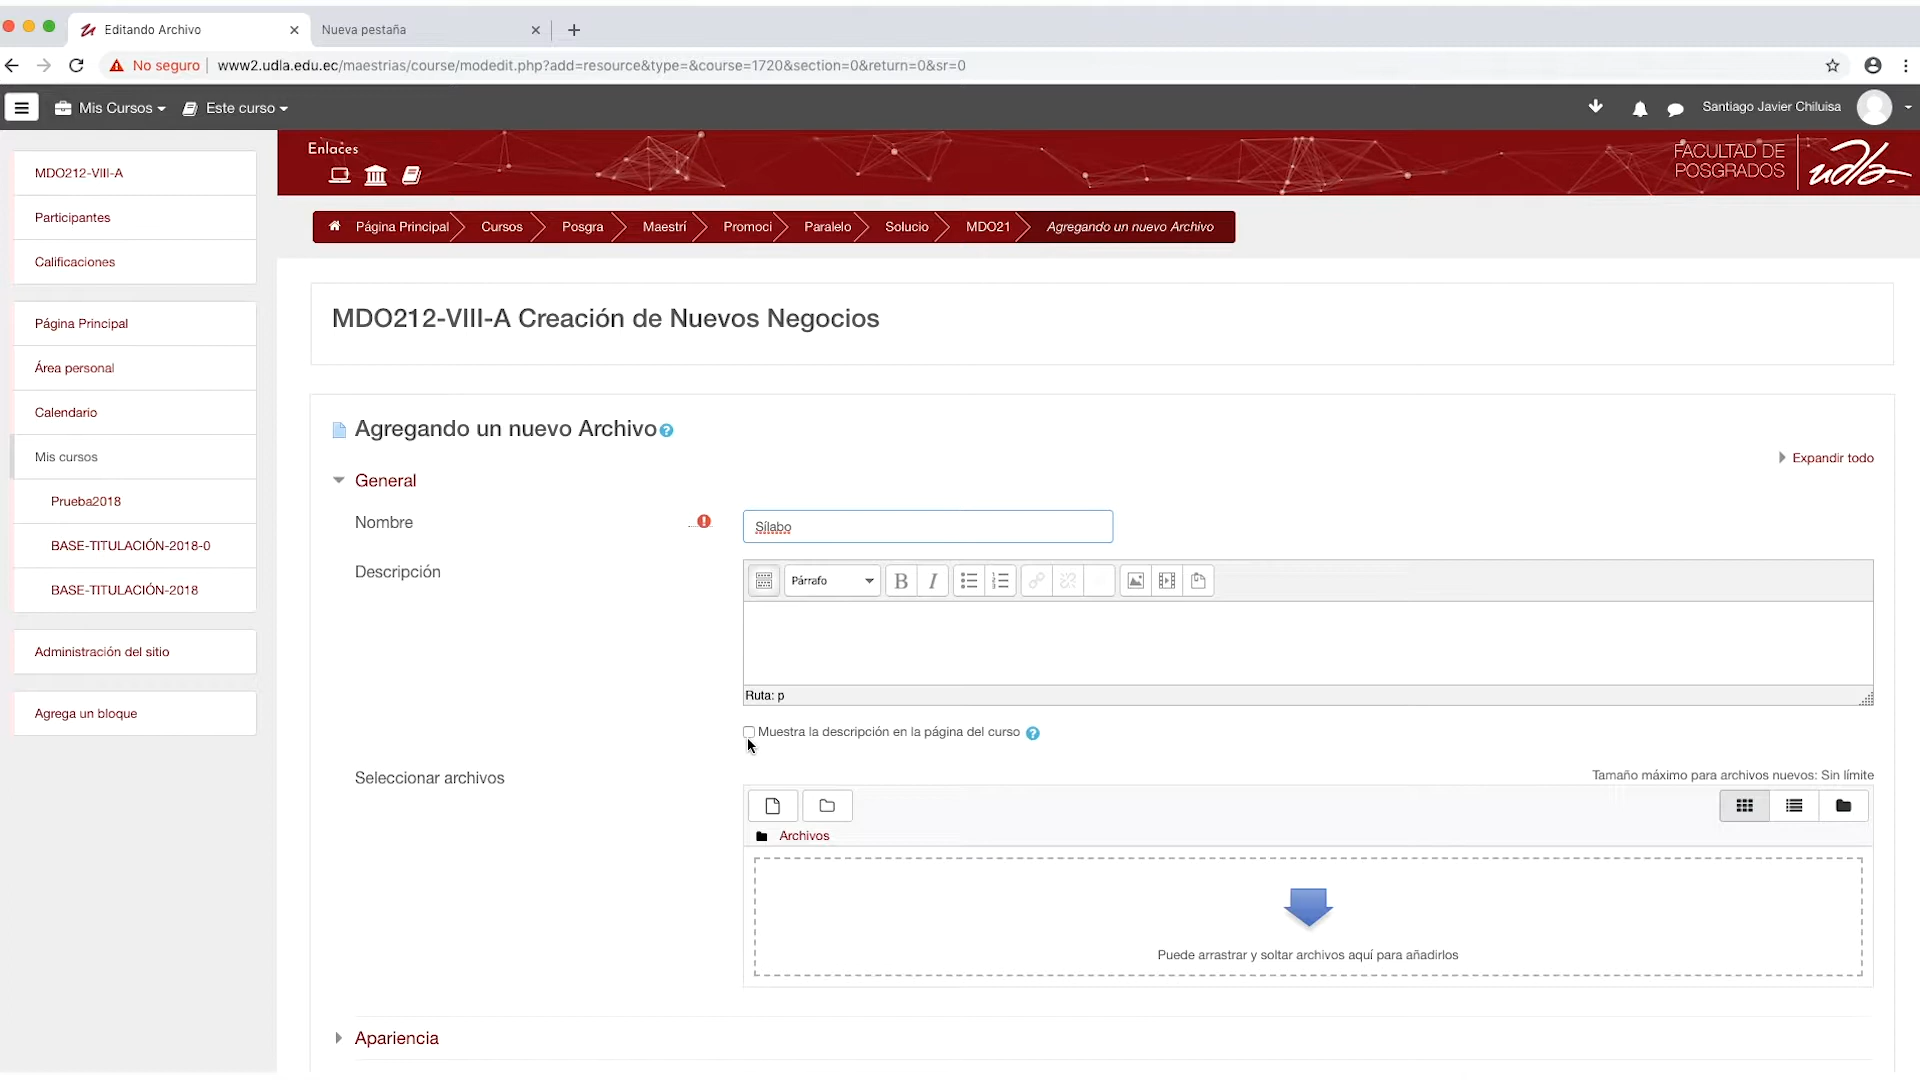 Editando Archivo
Nueva pestaña
No seguro
www2.udla.edu.ec/maestrias/course/modedit.php?add=resource&type=&course=1720&section=0&return=0&sr=0
Mis Cursos
Este curso
Santiago Javier Chiluisa
Enlaces
FACULTAD DE
POSGRADOS
udla
Página Principal
Cursos
Posgra
Maestrí
Promoci
Paralelo
Solucio
MDO21
Agregando un nuevo Archivo
MDO212-VIII-A
Participantes
Calificaciones
Página Principal
Área personal
Calendario
Mis cursos
Prueba2018
BASE-TITULACIÓN-2018-0
BASE-TITULACIÓN-2018
Administración del sitio
Agrega un bloque
MDO212-VIII-A Creación de Nuevos Negocios
Agregando un nuevo Archivo
Expandir todo
General
Nombre
Sílabo
Descripción
Párrafo
B I
Ruta: p
Muestra la descripción en la página del curso
Seleccionar archivos
Tamaño máximo para archivos nuevos: Sin límite
Archivos
Puede arrastrar y soltar archivos aquí para añadirlos
Apariencia